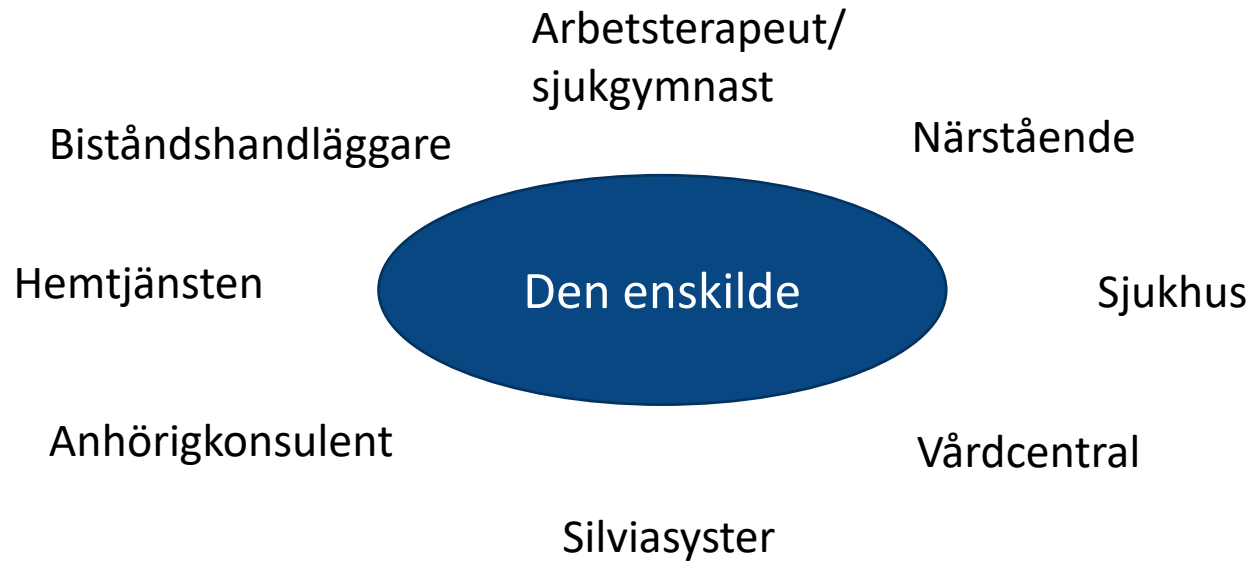 Arbetsterapeut/
sjukgymnast
Biståndshandläggare
Närstående
Hemtjänsten
Den enskilde
Sjukhus
Anhörigkonsulent
Vårdcentral
Silviasyster